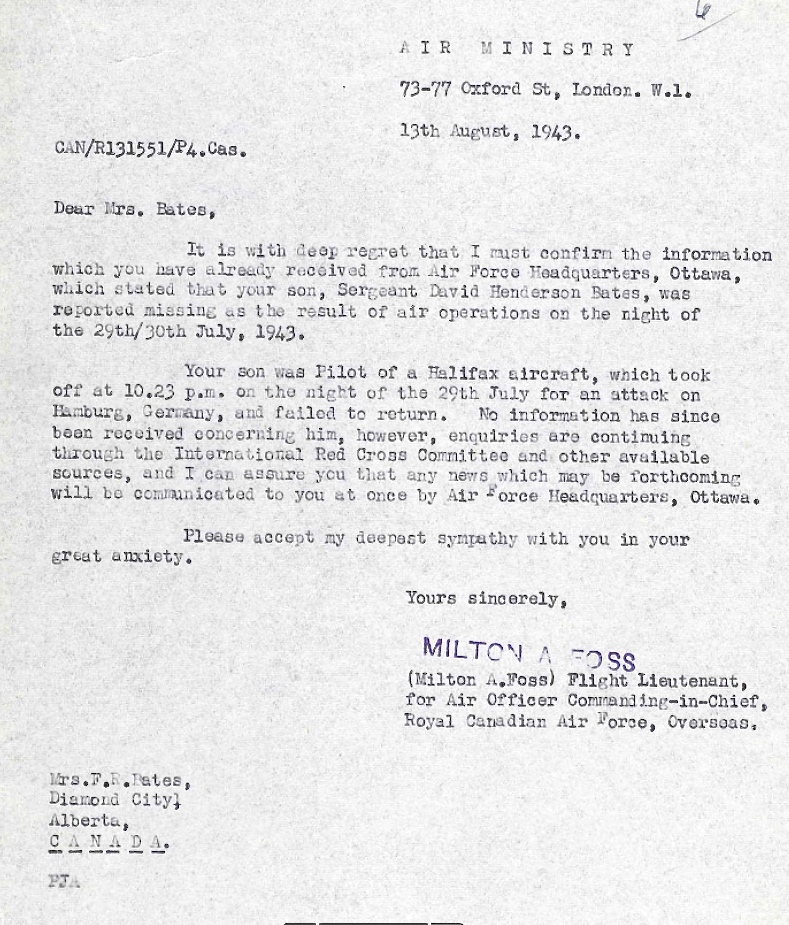 6
AIR MINISTRY
73-77 Oxford St, London. W.1.
13th August, 1943.
CAN/R131551/P4.Cas.
Dear Mrs. Bates,
It is with deep regret that I must confirm the information
which you have already received from Air Force Headquarters, Ottawa,
which stated that your son, Sergeant David Henderson Bates, was
reported missing as the result of air operations on the night of
the 29th/30th July, 1943.
Your son was Pilot of a Halifax aircraft, which took
off at 10.23 p.m. on the night of the 29th July for an attack on
Hamburg, Germany, and failed to return. No information has since
been received concerning him, however, enquiries are continuing
through the International Red Cross Committee and other available
sources, and I can assure you that any news which may be forthcoming
will be communicated to you at once by Air Force Headquarters, Ottawa.
Please accept my deepest sympathy with you in your
great anxiety.
Yours sincerely,
MILTON A FOSS
(Milton A.Foss) Flight Lieutenant,
for Air Officer Commanding-in-Chief,
Royal Canadian Air Force, Overseas.
Mrs.F.R.Bates,
Diamond City,
Alberta,
C A N A D A.
PJA